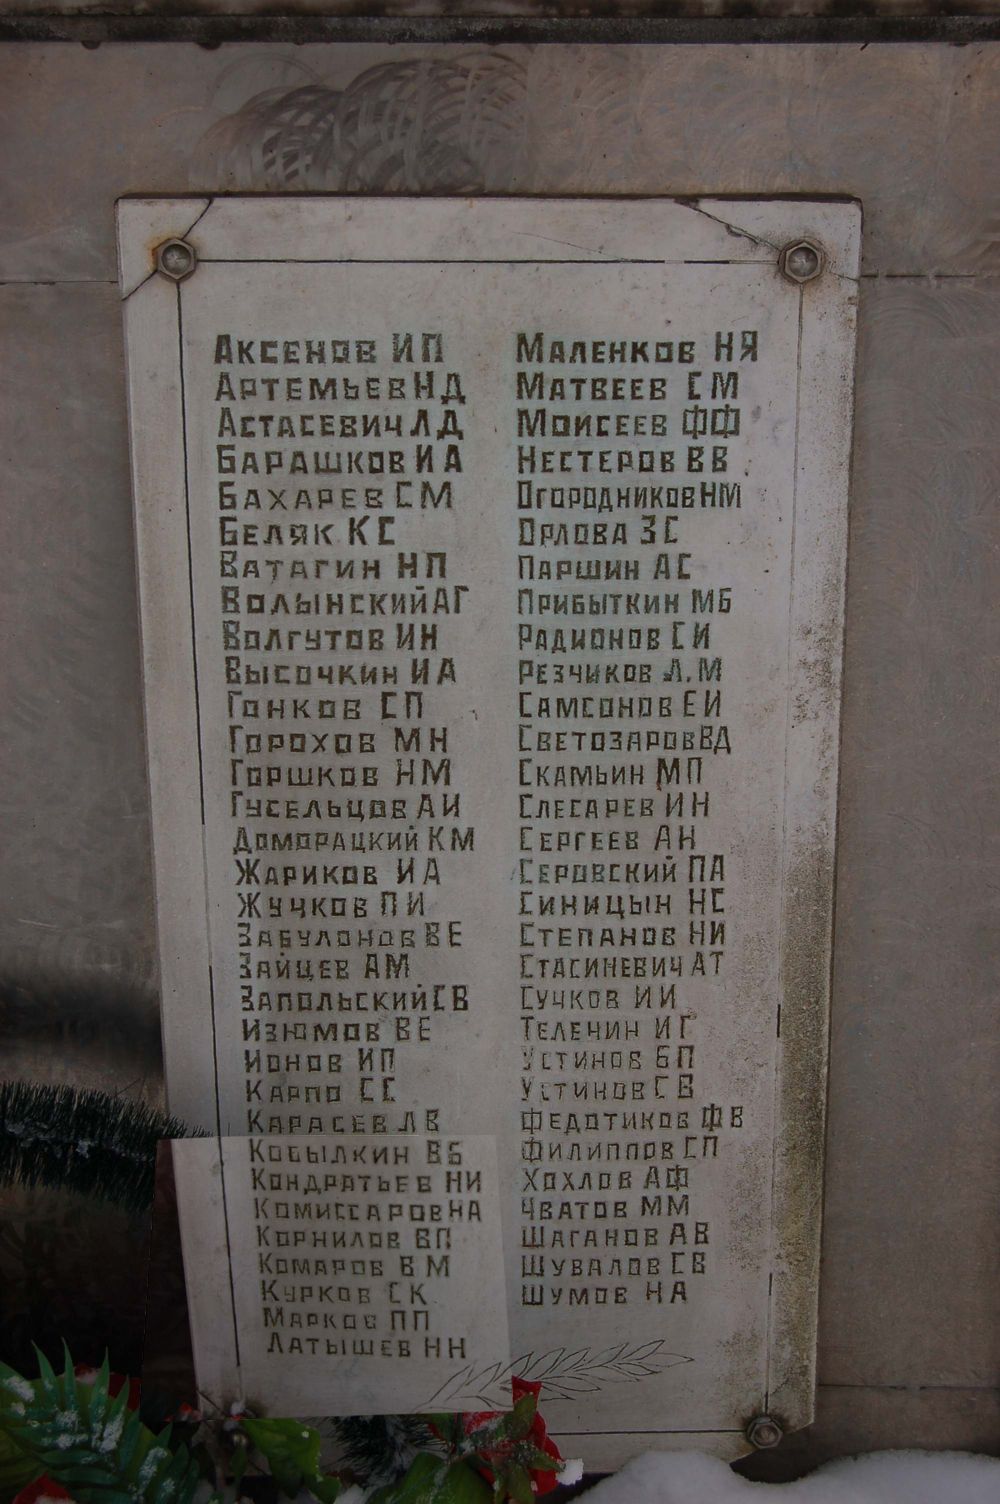 Аксенов ИП
Артемьев НД
Астасевич ЛД
Барашков ИА
Бахарев СМ
Беляк КС
Ватагин НП
Волынский АГ
Волгутов ИН
Высочкин ИА
Гонков СП
Горохов МН
Горшков НМ
Гусельцов АИ
Доморацкий КМ
Жариков ИА
Жучков ПИ
Забулонов ВЕ
Зайцев АМ
Запольский СВ
Изюмов ВЕ
Ионов ИП
Карпо СС
Карасев ЛВ
Кобылкин ВБ
Кондратьев НИ
Комиссаров НА
Корнилов ВП
Комаров ВМ
Курков СК
Марков ПП
Латышев НН
Маленков НЯ
Матвеев СМ
Моисеев ФФ
Нестеров ВВ
Огородников НМ
Орлова ЗС
Паршин АС
Прибыткин МБ
Радионов СИ
Резчиков Л.М
Самсонов ЕИ
Светозаров ВД
Скамьин МП
Слесарев ИН
Сергеев АН
Серовский ПА
Синицын НС
Степанов НИ
Стасиневич АТ
Сучков ИИ
Теленин ИГ
Устинов БП
Устинов СВ
Федотиков ФВ
Филиппов СП
Хохлов АФ
Чватов ММ
Шаганов АВ
Шувалов СВ
Шумов НА